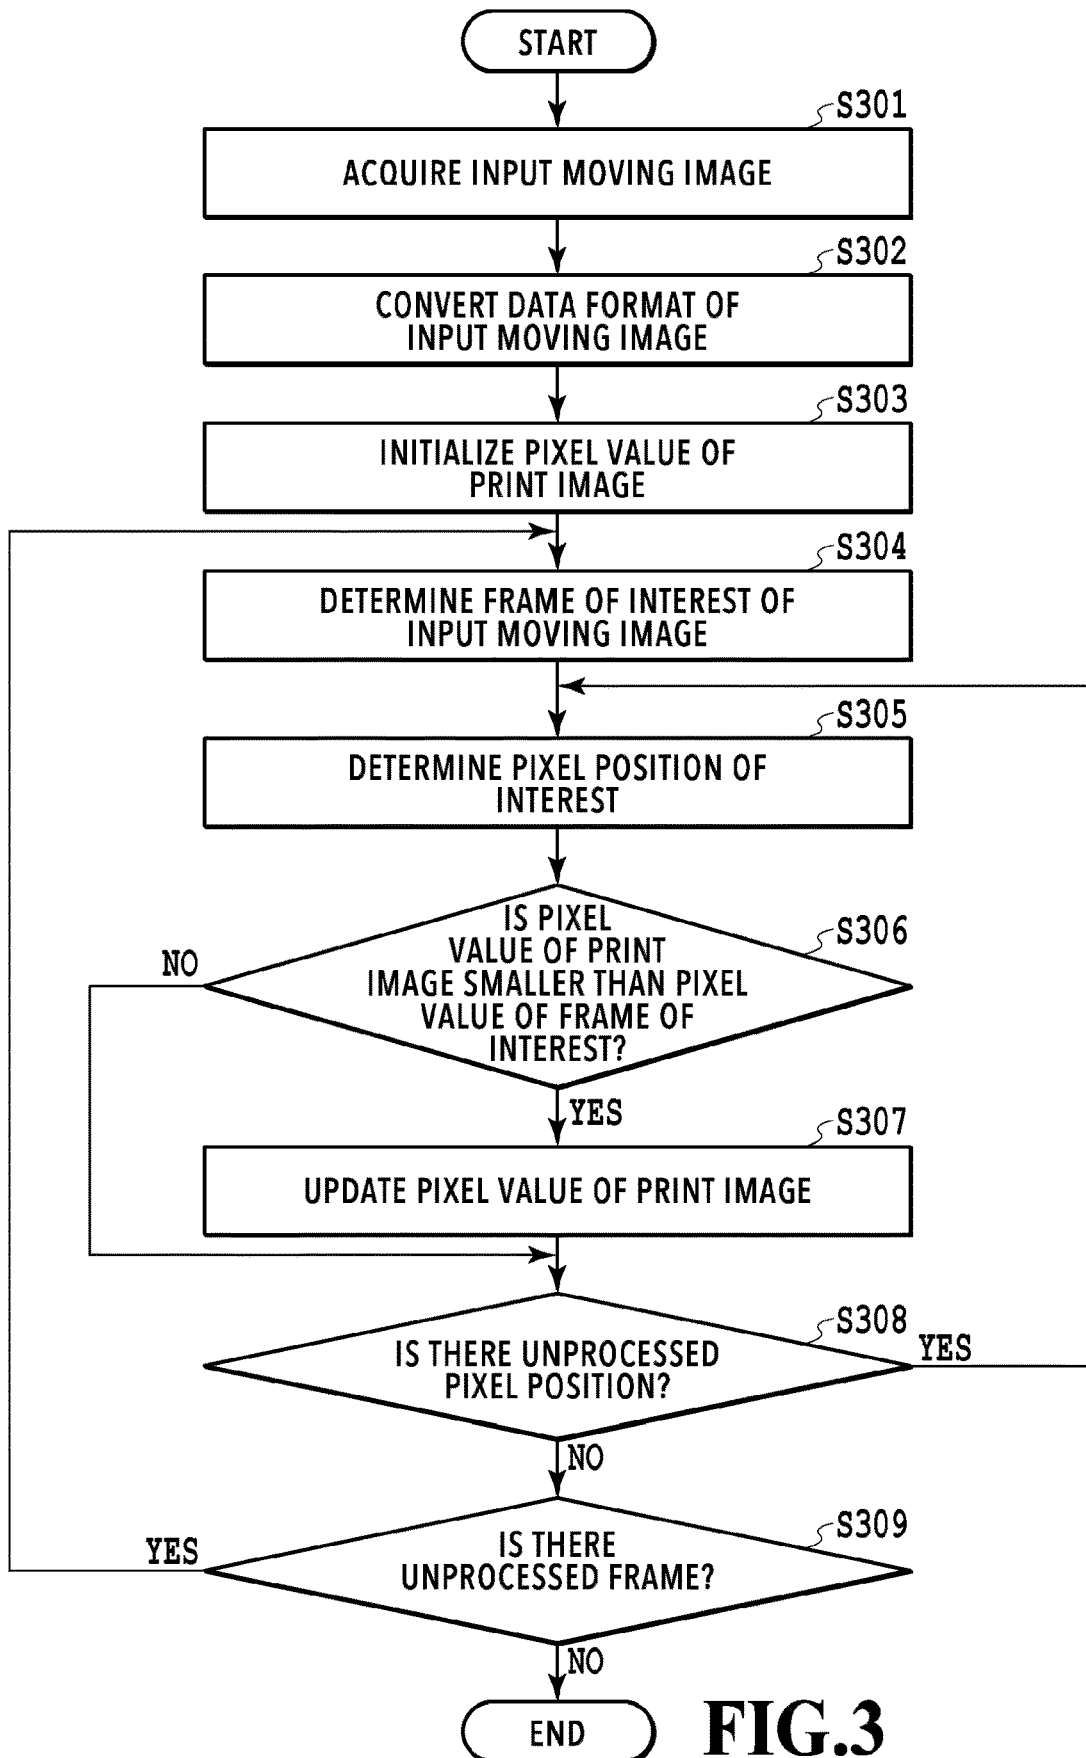 START
S301
ACQUIRE INPUT MOVING IMAGE
S302
CONVERT DATA FORMAT OF
INPUT MOVING IMAGE
S303
INITIALIZE PIXEL VALUE OF
PRINT IMAGE
S304
DETERMINE FRAME OF INTEREST OF
INPUT MOVING IMAGE
S305
DETERMINE PIXEL POSITION OF
INTEREST
S306
IS PIXEL
VALUE OF PRINT
IMAGE SMALLER THAN PIXEL
VALUE OF FRAME OF
INTEREST?
NO
YES
S307
UPDATE PIXEL VALUE OF PRINT IMAGE
S308
IS THERE UNPROCESSED
PIXEL POSITION?
YES
NO
S309
IS THERE
UNPROCESSED FRAME?
YES
NO
END
FIG.3